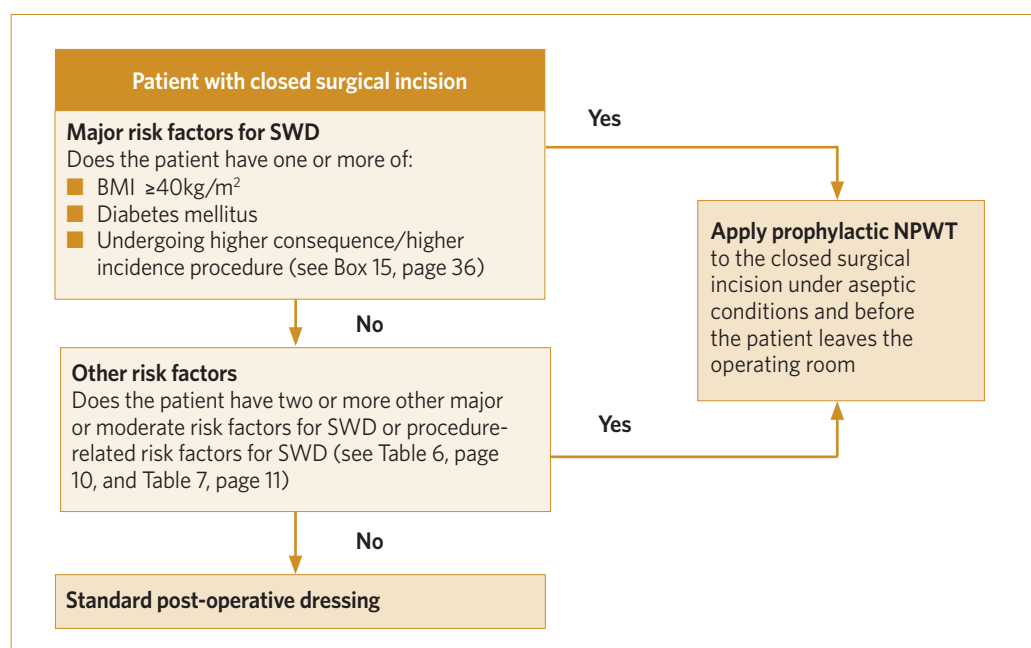 Patient with closed surgical incision
Major risk factors for SWD
Does the patient have one or more of:
■ BMI ≥40kg/m²
■ Diabetes mellitus
■ Undergoing higher consequence/higher
incidence procedure (see Box 15, page 36)
Yes
Apply prophylactic NPWT
to the closed surgical
incision under aseptic
conditions and before
the patient leaves the
operating room
No
Other risk factors
Does the patient have two or more other major
or moderate risk factors for SWD or procedure-
related risk factors for SWD (see Table 6, page
10, and Table 7, page 11)
Yes
No
Standard post-operative dressing